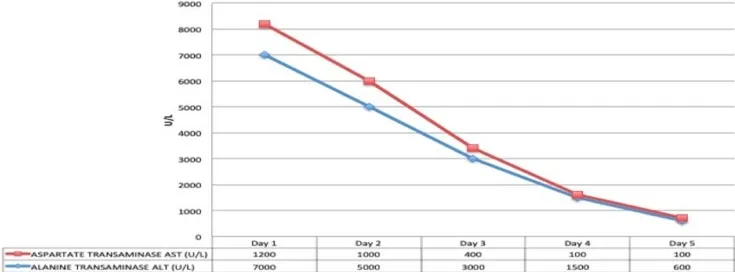 9000
8000
7000
6000
5000
4000
3000
2000
1000
0
U/L
Day 1 Day 2 Day 3 Day 4 Day 5
ASPARTATE TRANSAMINASE AST (U/L) 1200 1000 400 100 100
ALANINE TRANSAMINASE ALT (U/L) 7000 5000 3000 1500 600